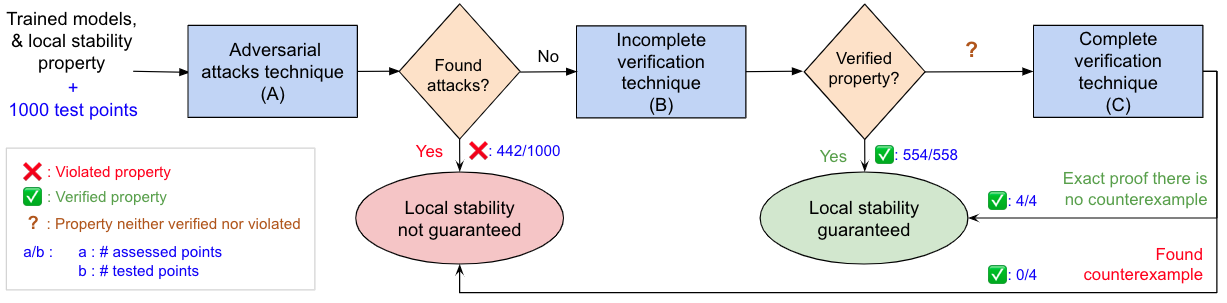 Trained models,
& local stability
property
+
1000 test points
Adversarial
attacks technique
(A)
Found
attacks?
No
Incomplete
verification
technique
(B)
Verified
property?
?
Complete
verification
technique
(C)
Yes
❌: 442/1000
Yes
✅: 554/558
Local stability
not guaranteed
Local stability
guaranteed
✅: 4/4
Exact proof there is
no counterexample
✅: 0/4
Found
counterexample
❌ : Violated property
✅ : Verified property
? : Property neither verified nor violated
a/b : a : # assessed points
b : # tested points